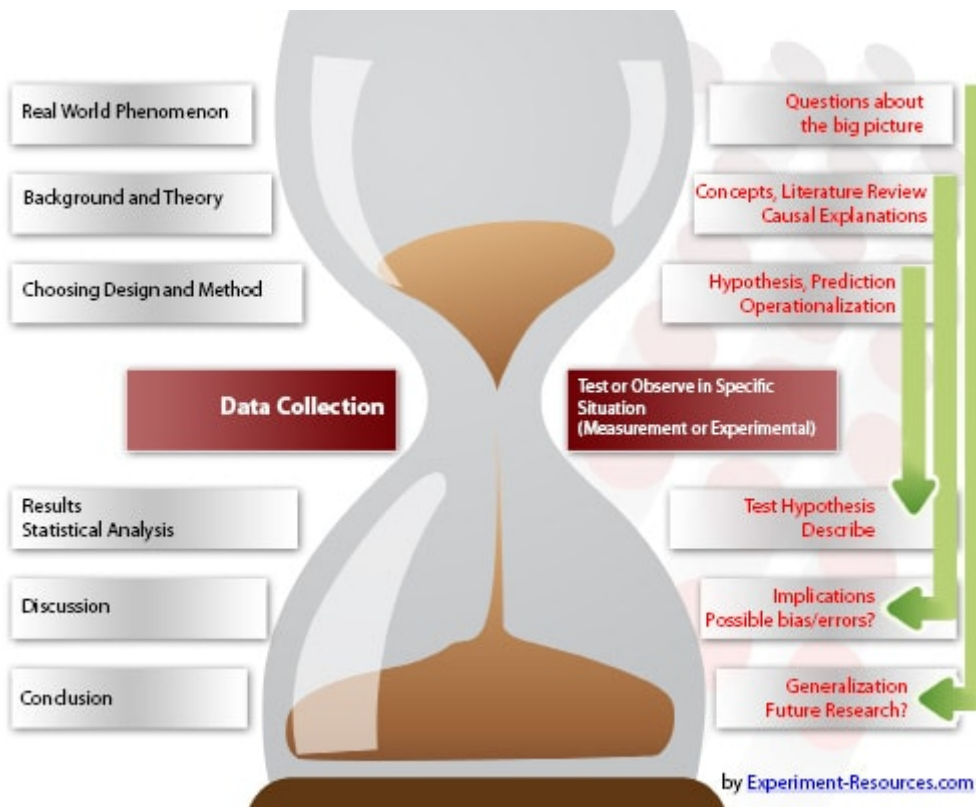 Real World Phenomenon
Questions about
the big picture
Background and Theory
Concepts, Literature Review
Causal Explanations
Choosing Design and Method
Hypothesis, Prediction
Operationalization
Data Collection
Test or Observe in Specific
Situation
(Measurement or Experimental)
Results
Statistical Analysis
Test Hypothesis
Describe
Discussion
Implications
Possible bias/errors?
Conclusion
Generalization
Future Research?
by Experiment-Resources.com